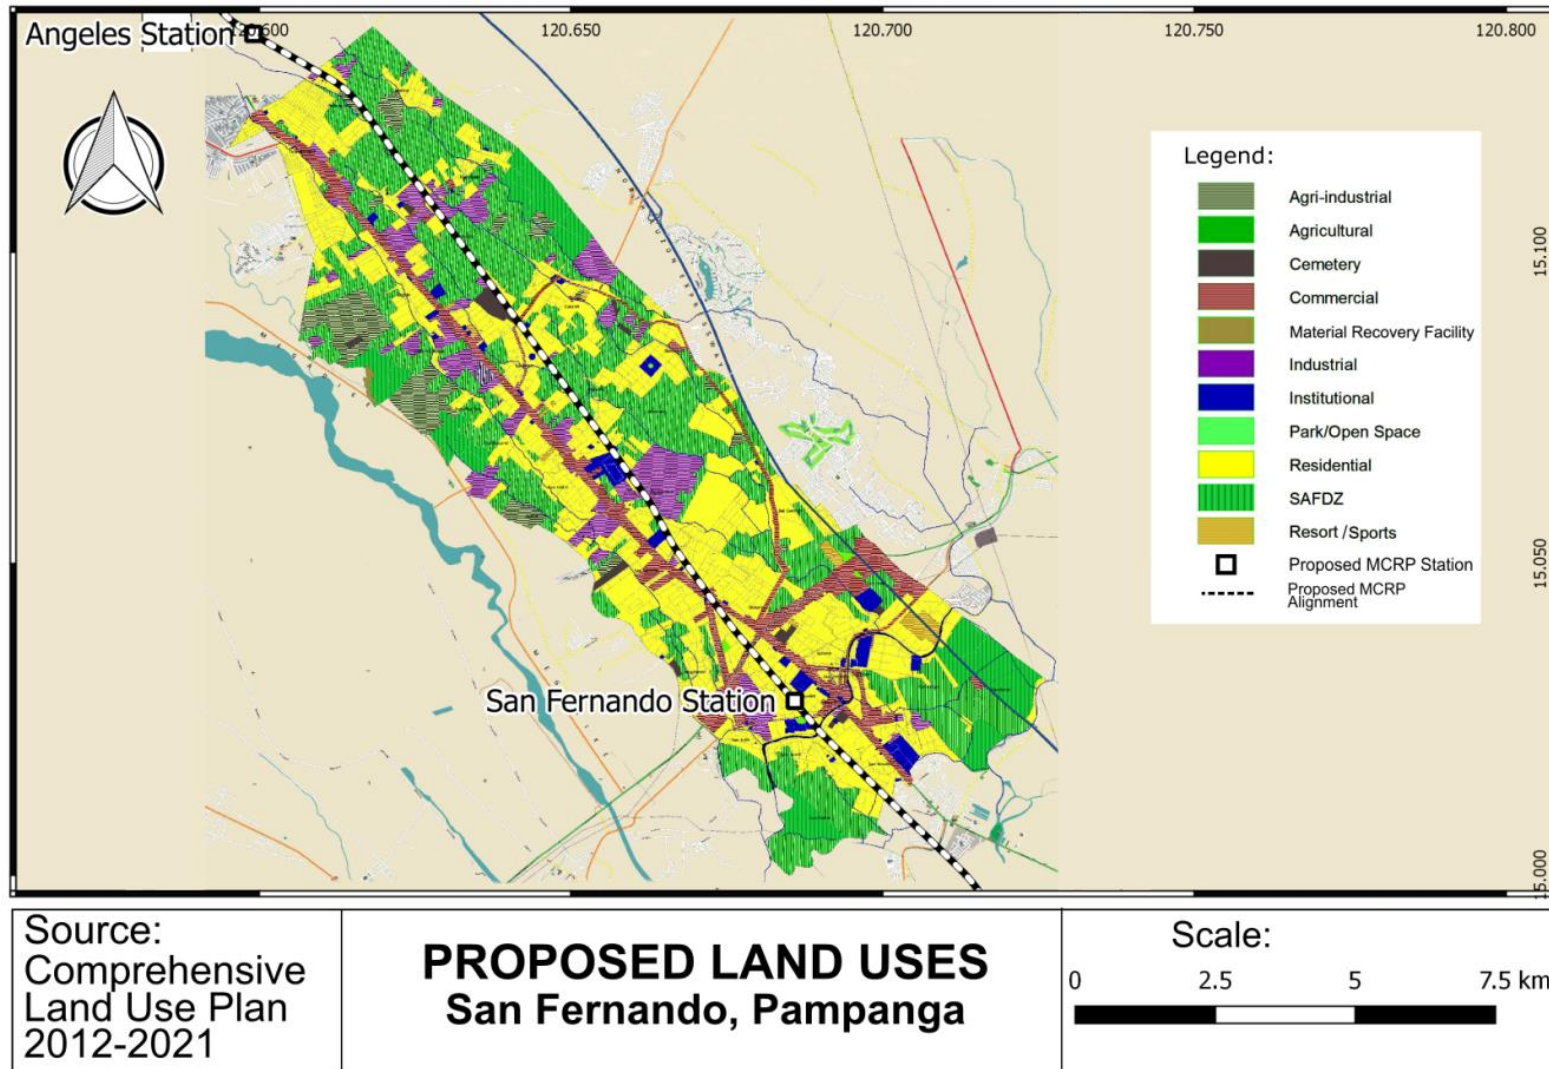 Angeles Station
120.600
120.650
120.700
120.750
120.800
15.100
15.050
15.000
Legend:
Agri-industrial
Agricultural
Cemetery
Commercial
Material Recovery Facility
Industrial
Institutional
Park/Open Space
Residential
SAFDZ
Resort /Sports
Proposed MCRP Station
Proposed MCRP
Alignment
San Fernando Station
Source:
Comprehensive
Land Use Plan
2012-2021
PROPOSED LAND USES
San Fernando, Pampanga
Scale:
0 2.5 5 7.5 km